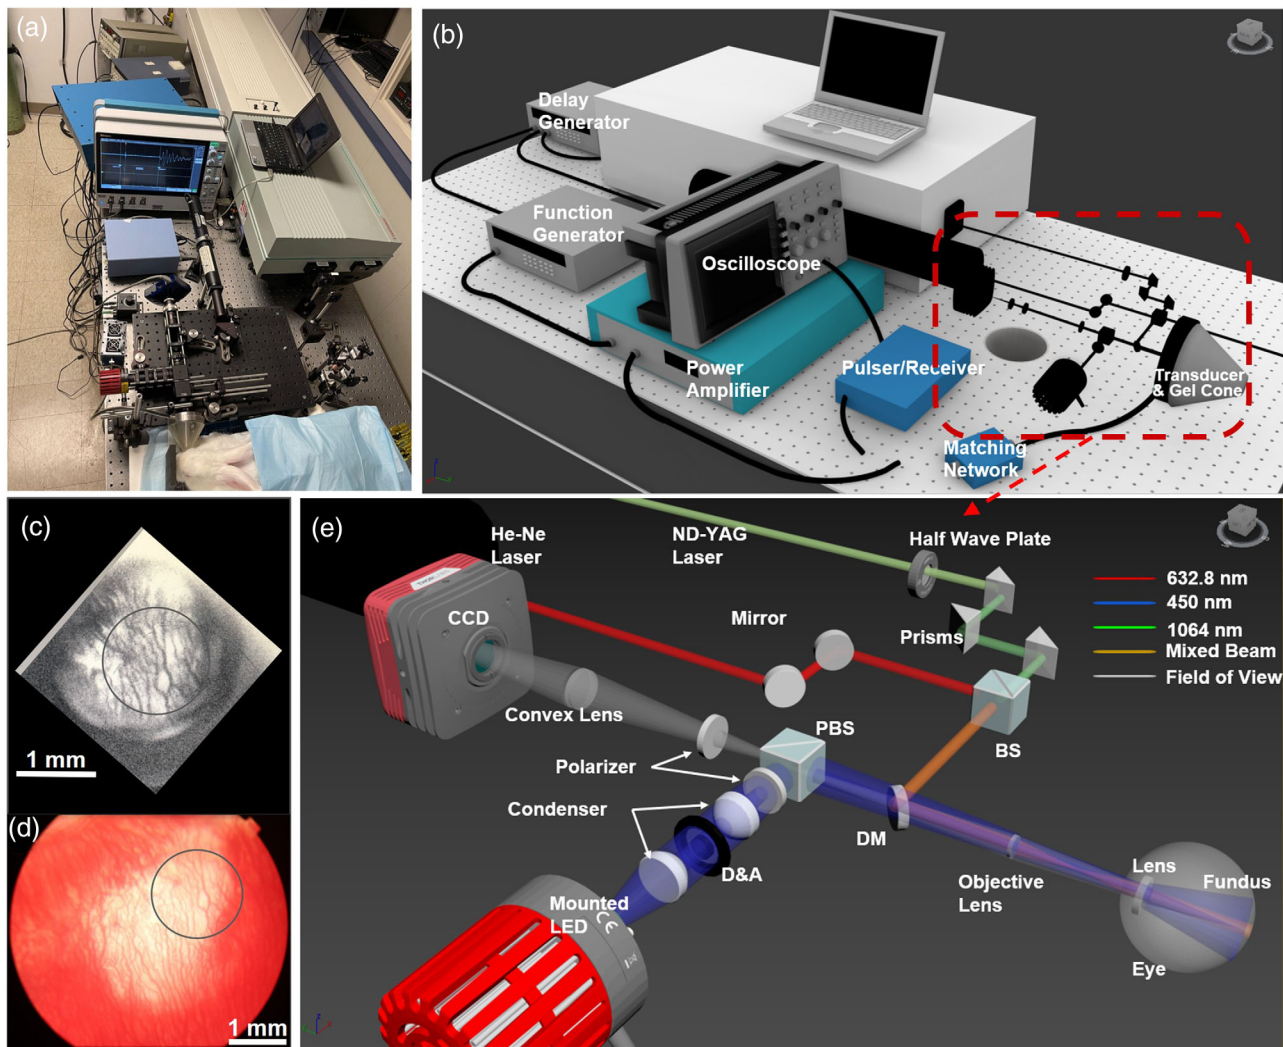 (a)
(b)
Delay
Generator
Function
Generator
Oscilloscope
Power
Amplifier
Pulser/Receiver
Transducer
& Gel Cone
Matching
Network
(c)
1 mm
(d)
1 mm
(e)
He-Ne
Laser
ND-YAG
Laser
Half Wave Plate
632.8 nm
450 nm
1064 nm
Mixed Beam
Field of View
CCD
Mirror
Prisms
Convex Lens
PBS
BS
Polarizer
Condenser
DM
D&A
Objective
Lens
Lens
Fundus
Mounted
LED
Eye